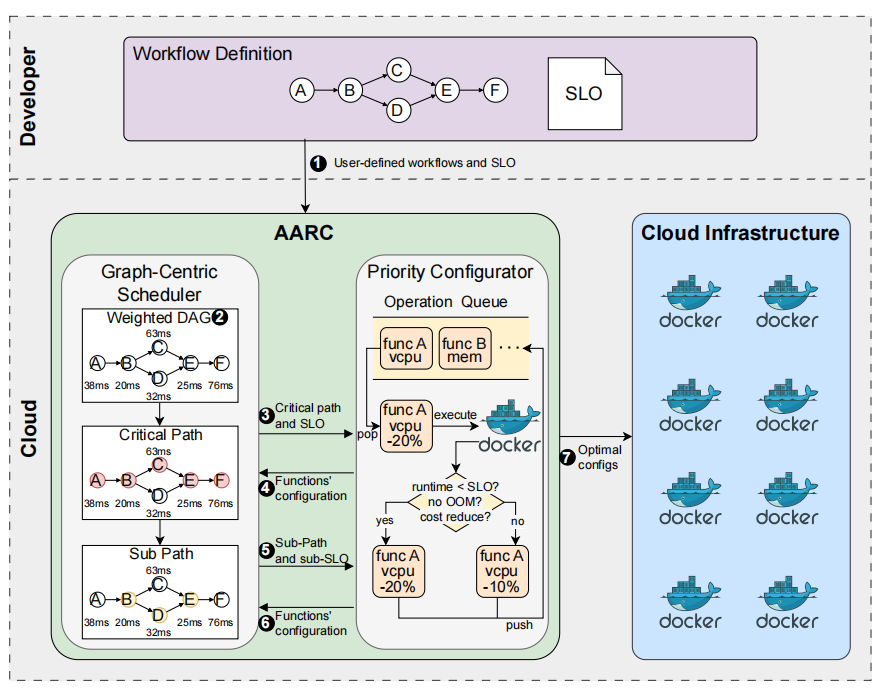 Developer
Workflow Definition
A
B
C
D
E
F
SLO
1 User-defined workflows and SLO
Cloud
AARC
Graph-Centric
Scheduler
Weighted DAG 2
63ms
A
B
C
D
E
F
38ms
20ms
25ms
76ms
32ms
Critical Path
63ms
A
B
C
D
E
F
38ms
20ms
25ms
76ms
32ms
Sub Path
63ms
A
B
C
D
E
F
38ms
20ms
25ms
76ms
32ms
3 Critical path
and SLO
4 Functions'
configuration
5 Sub-Path
and sub-SLO
6 Functions'
configuration
Priority Configurator
Operation Queue
func A
vcpu
func B
mem
....
pop
func A
vcpu
-20%
execute
docker
runtime < SLO?
no OOM?
cost reduce?
yes
no
func A
vcpu
-20%
func A
vcpu
-10%
push
7 Optimal
configs
Cloud Infrastructure
docker
docker
docker
docker
docker
docker
docker
docker